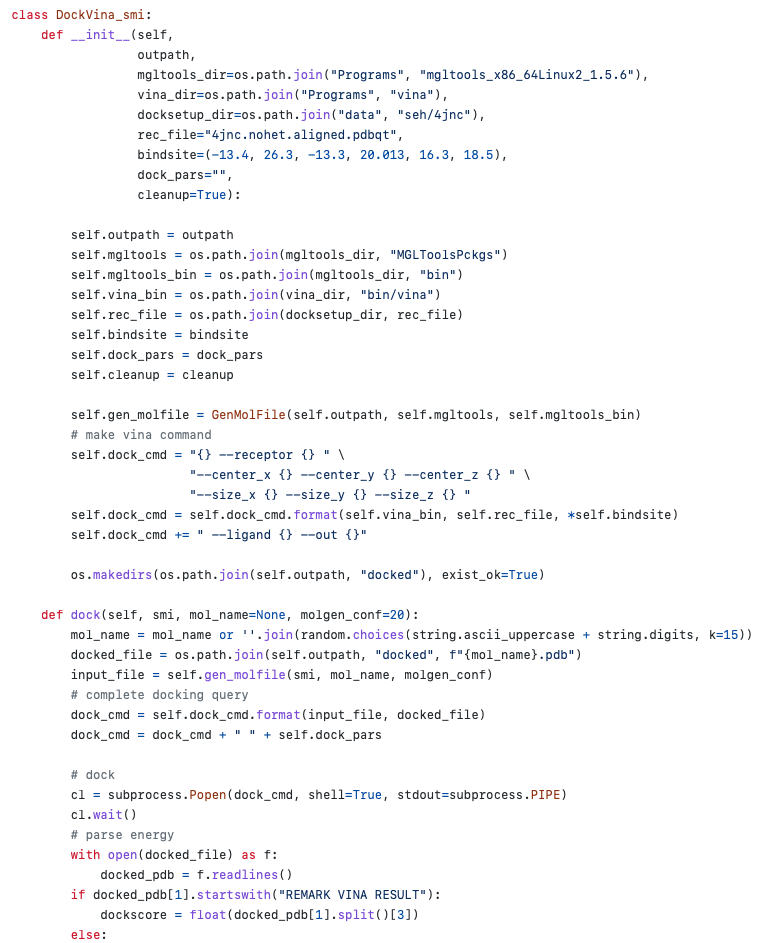 class DockVina_smi:
    def __init__(self,
                 outpath,
                 mgltools_dir=os.path.join("Programs", "mgltools_x86_64Linux2_1.5.6"),
                 vina_dir=os.path.join("Programs", "vina"),
                 docksetup_dir=os.path.join("data", "seh/4jnc"),
                 rec_file="4jnc.nohet.aligned.pdbqt",
                 bindsite=(-13.4, 26.3, -13.3, 20.013, 16.3, 18.5),
                 dock_pars="",
                 cleanup=True):

        self.outpath = outpath
        self.mgltools = os.path.join(mgltools_dir, "MGLToolsPckgs")
        self.mgltools_bin = os.path.join(mgltools_dir, "bin")
        self.vina_bin = os.path.join(vina_dir, "bin/vina")
        self.rec_file = os.path.join(docksetup_dir, rec_file)
        self.bindsite = bindsite
        self.dock_pars = dock_pars
        self.cleanup = cleanup

        self.gen_molfile = GenMolFile(self.outpath, self.mgltools, self.mgltools_bin)
        # make vina command
        self.dock_cmd = "{} --receptor {} " \
                        "--center_x {} --center_y {} --center_z {} " \
                        "--size_x {} --size_y {} --size_z {} "
        self.dock_cmd = self.dock_cmd.format(self.vina_bin, self.rec_file, *self.bindsite)
        self.dock_cmd += " --ligand {} --out {}"

        os.makedirs(os.path.join(self.outpath, "docked"), exist_ok=True)

    def dock(self, smi, mol_name=None, molgen_conf=20):
        mol_name = mol_name or ''.join(random.choices(string.ascii_uppercase + string.digits, k=15))
        docked_file = os.path.join(self.outpath, "docked", f"{mol_name}.pdb")
        input_file = self.gen_molfile(smi, mol_name, molgen_conf)
        # complete docking query
        dock_cmd = self.dock_cmd.format(input_file, docked_file)
        dock_cmd = dock_cmd + " " + self.dock_pars

        # dock
        cl = subprocess.Popen(dock_cmd, shell=True, stdout=subprocess.PIPE)
        cl.wait()
        # parse energy
        with open(docked_file) as f:
            docked_pdb = f.readlines()
        if docked_pdb[1].startswith("REMARK VINA RESULT"):
            dockscore = float(docked_pdb[1].split()[3])
        else: